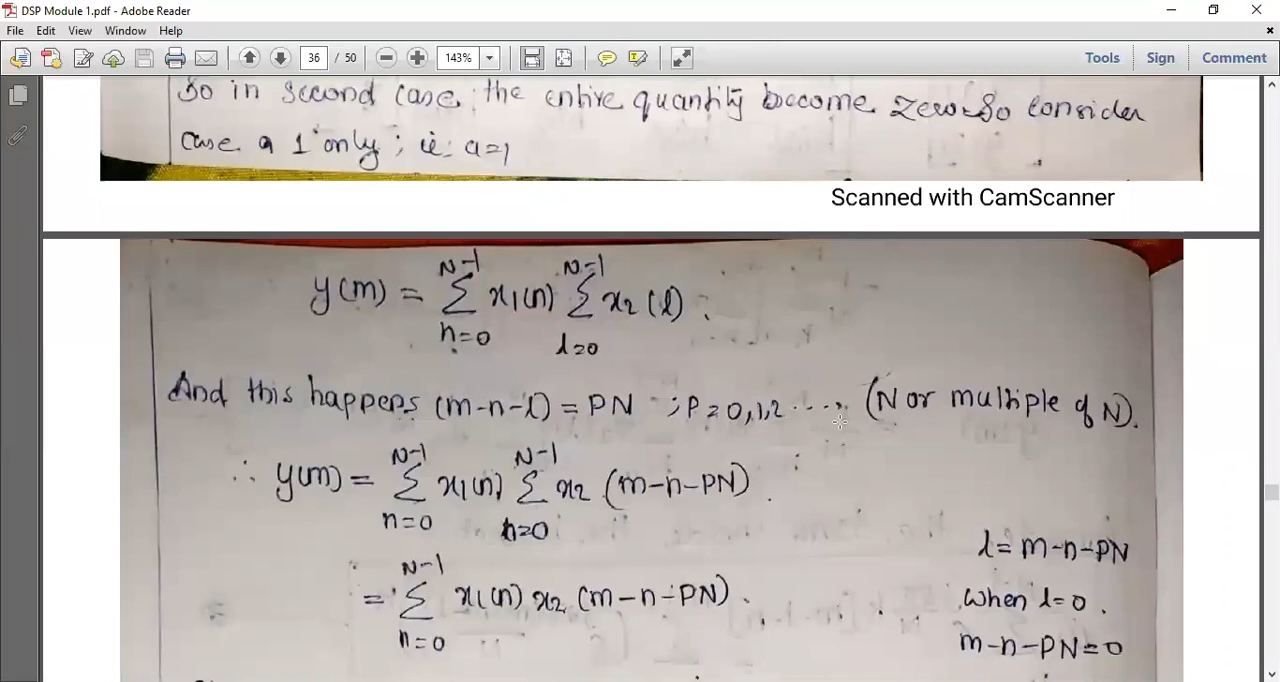 DSP Module 1.pdf - Adobe Reader
File Edit View Window Help
36 / 50 143% Tools Sign Comment
So in second case, the entire quantity become zero. So consider
case a 1 only; ie: a=1
Scanned with CamScanner
y(m) = N-1 Σ n=0 x1(n) N-1 Σ l=0 x2(l) :
And this happens (m-n-l) = PN ; P=0,1,2 ...., (N or multiple of N).
∴ y(m) = N-1 Σ n=0 x1(n) N-1 Σ n=0 x2 (m-n-PN) .
l = m-n-PN
= N-1 Σ n=0 x1(n) x2 (m-n-PN) .
when l=0 .
m-n-PN=0